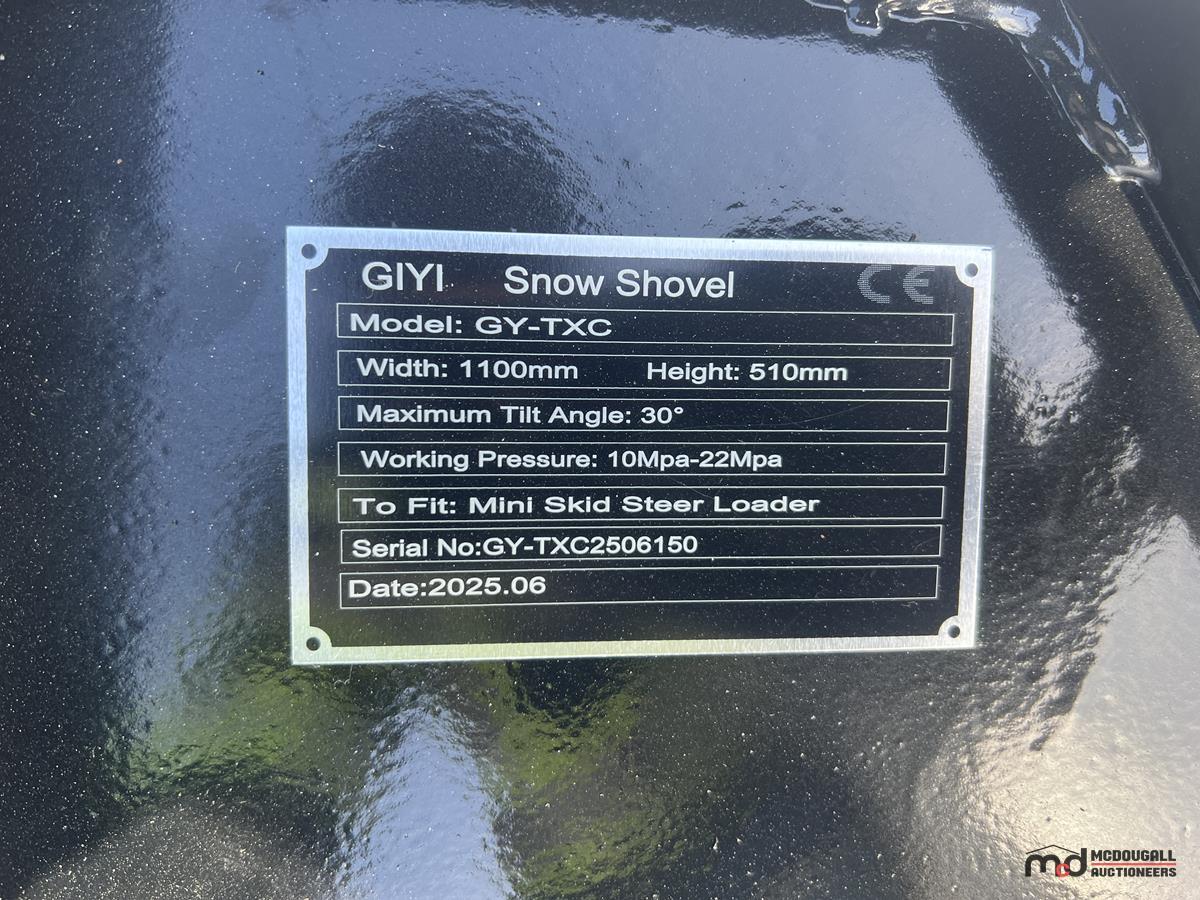 GIYI Snow Shovel CE
Model: GY-TXC
Width: 1100mm Height: 510mm
Maximum Tilt Angle: 30°
Working Pressure: 10Mpa-22Mpa
To Fit: Mini Skid Steer Loader
Serial No:GY-TXC2506150
Date:2025.06
mcd MCDOUGALL
AUCTIONEERS